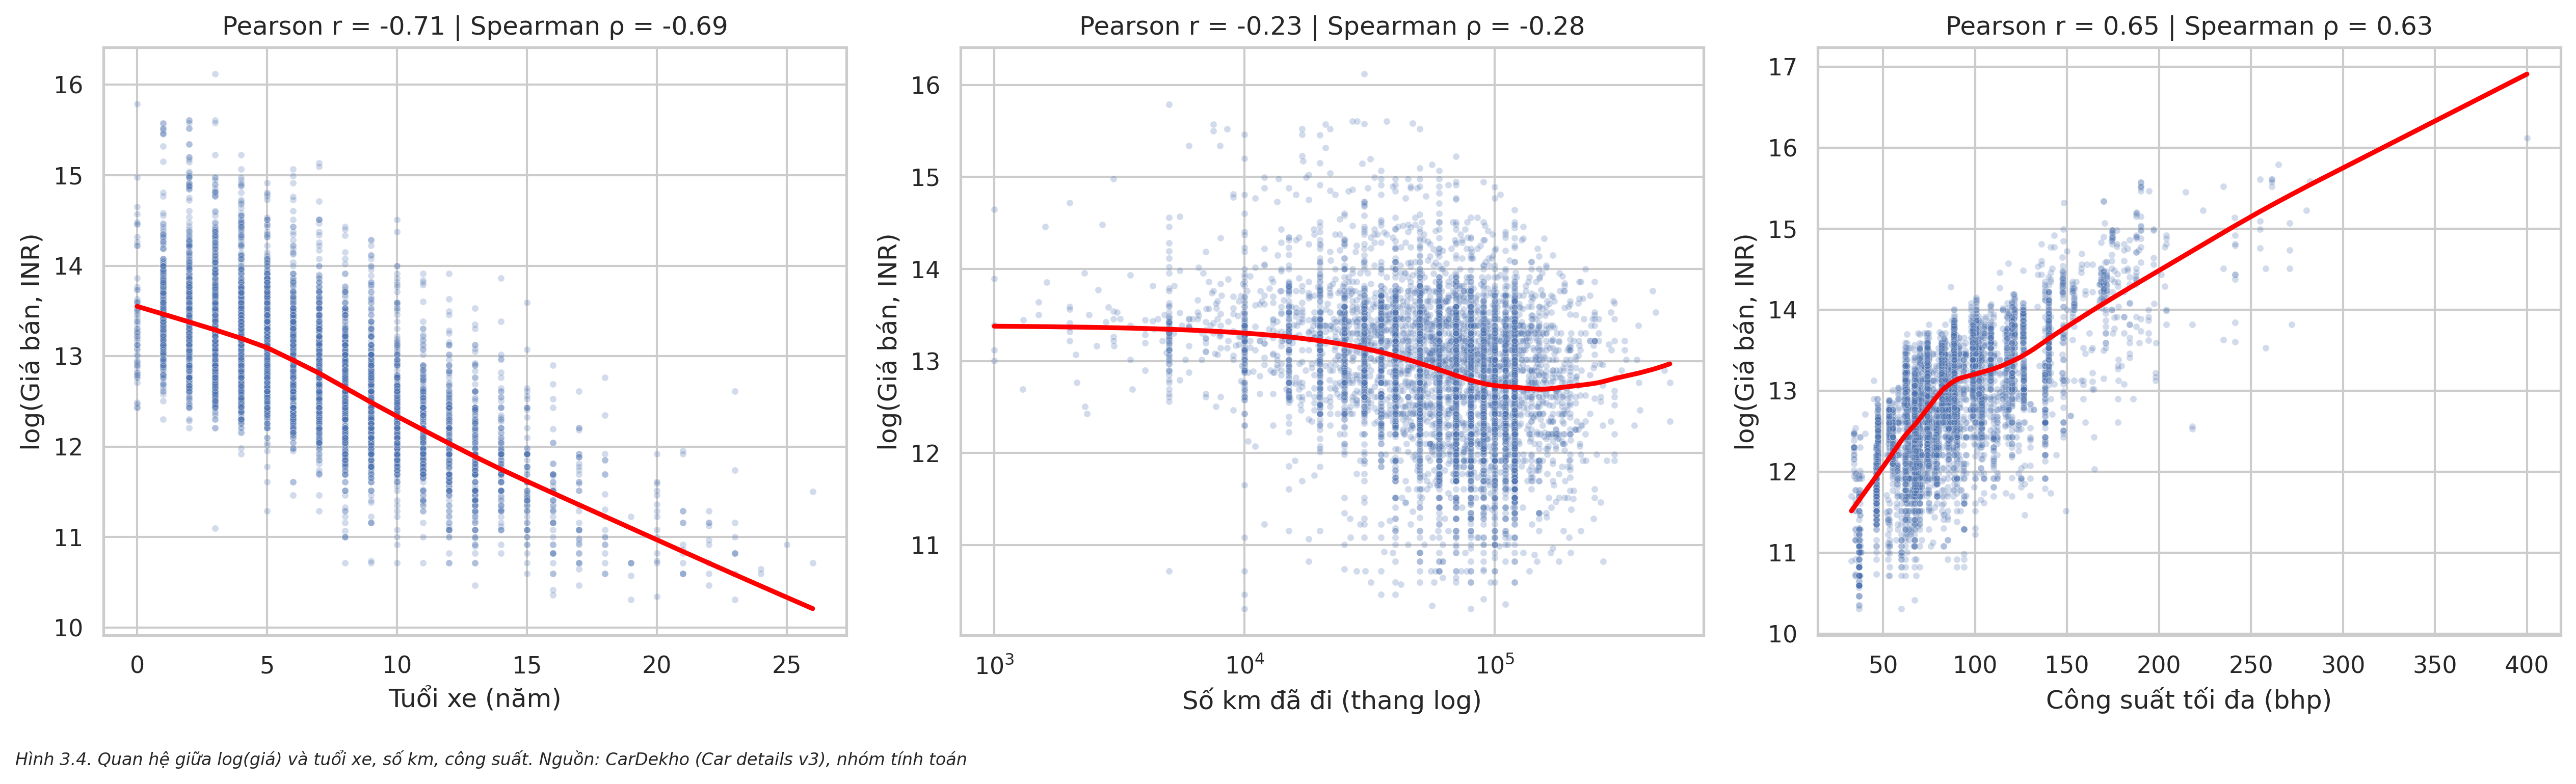 Pearson r = -0.71 | Spearman ρ = -0.69
log(Giá bán, INR)
16
15
14
13
12
11
10
0 5 10 15 20 25
Tuổi xe (năm)
Pearson r = -0.23 | Spearman ρ = -0.28
log(Giá bán, INR)
16
15
14
13
12
11
10³ 10⁴ 10⁵
Số km đã đi (thang log)
Pearson r = 0.65 | Spearman ρ = 0.63
log(Giá bán, INR)
17
16
15
14
13
12
11
10
50 100 150 200 250 300 350 400
Công suất tối đa (bhp)
Hình 3.4. Quan hệ giữa log(giá) và tuổi xe, số km, công suất. Nguồn: CarDekho (Car details v3), nhóm tính toán